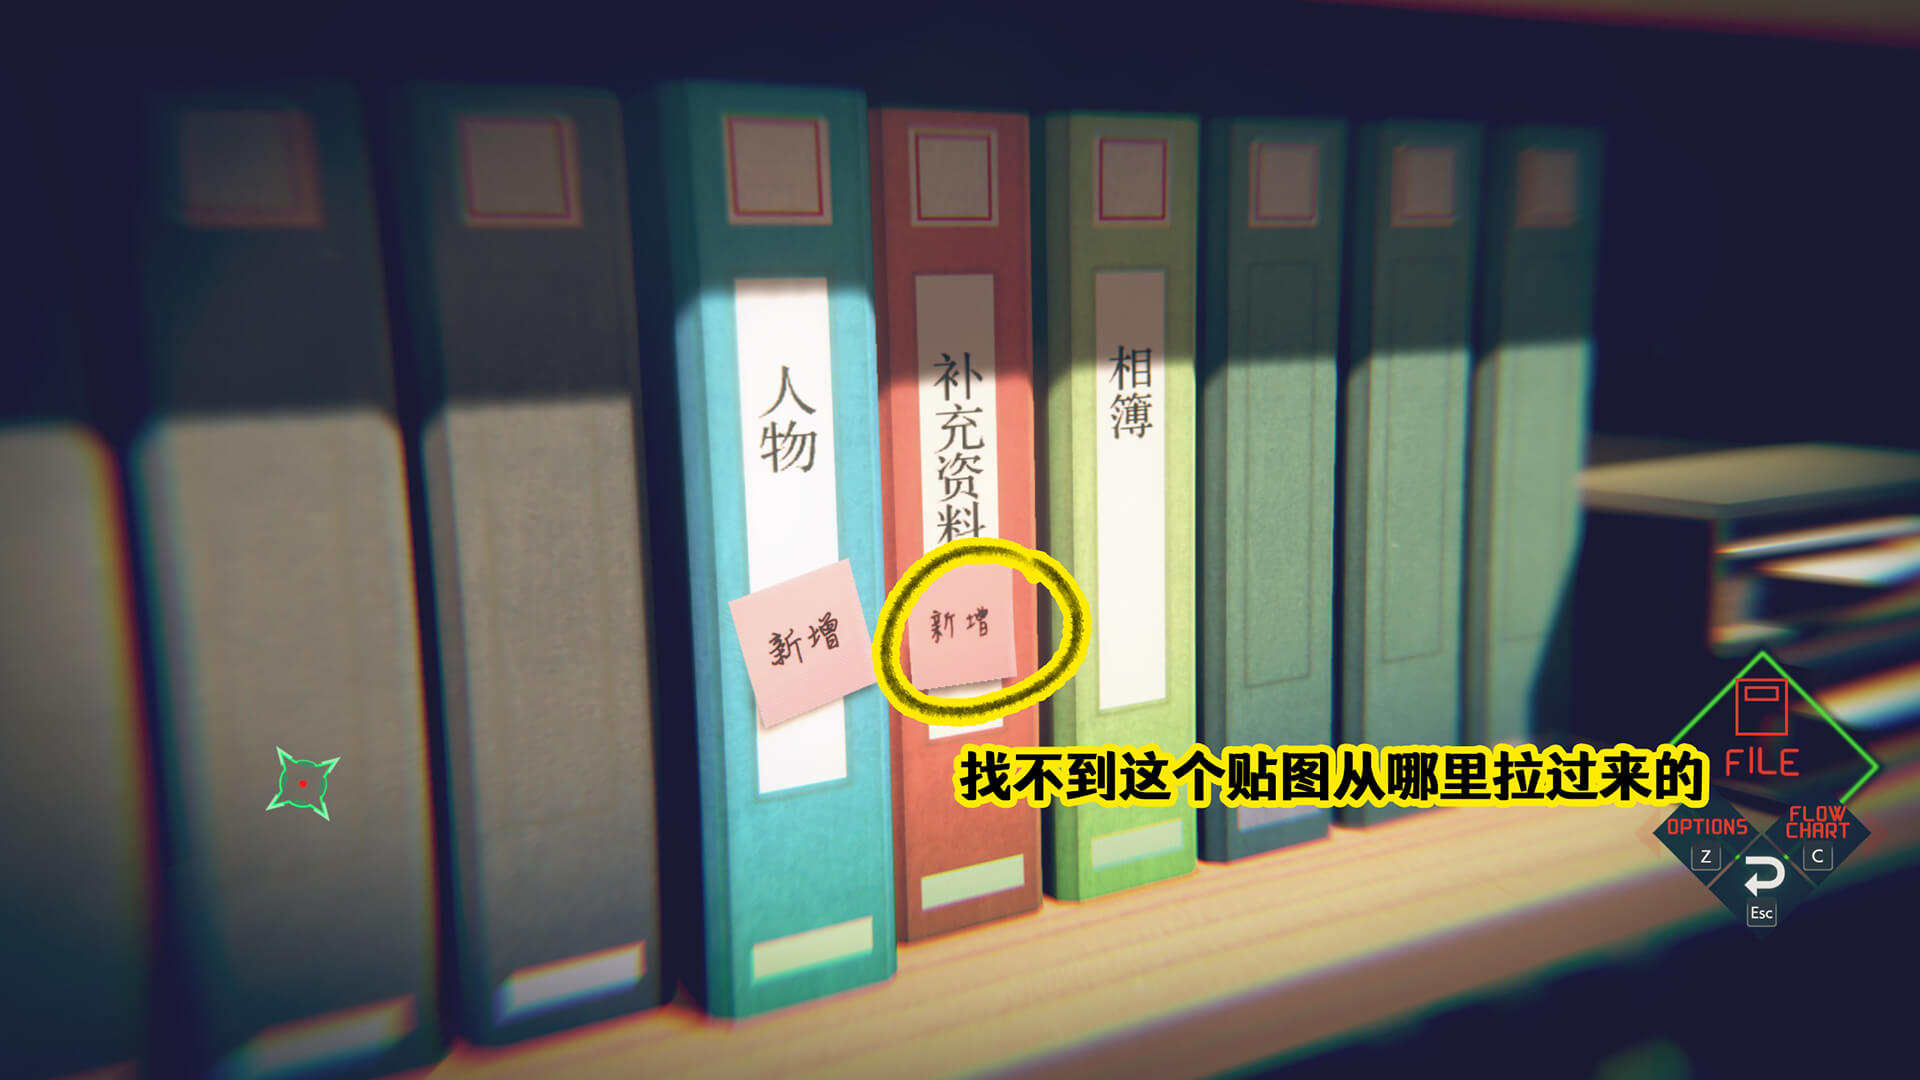 人物
补充资料
相簿
新增
新增
找不到这个贴图从哪里拉过来的
FILE
OPTIONS
FLOW
CHART
Z
C
Esc